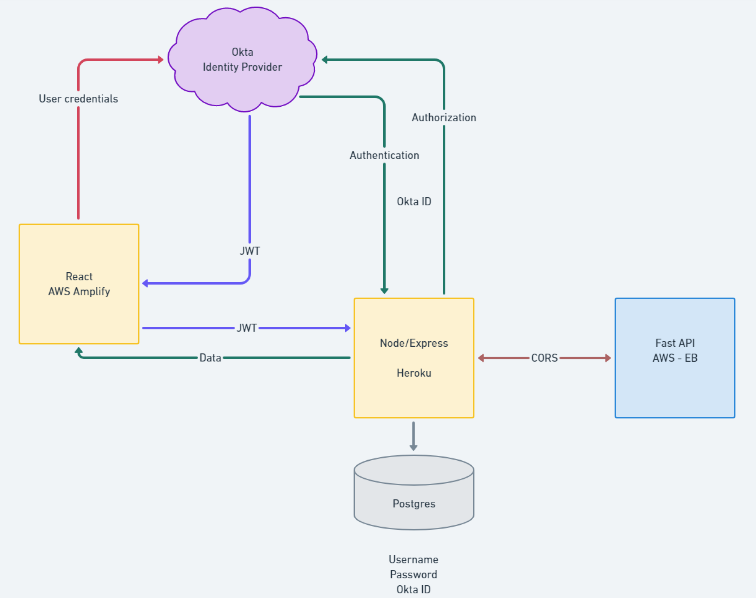 Okta
Identity Provider
User credentials
Authorization
Authentication
Okta ID
JWT
React
AWS Amplify
JWT
Data
Node/Express
Heroku
CORS
Fast API
AWS - EB
Postgres
Username
Password
Okta ID